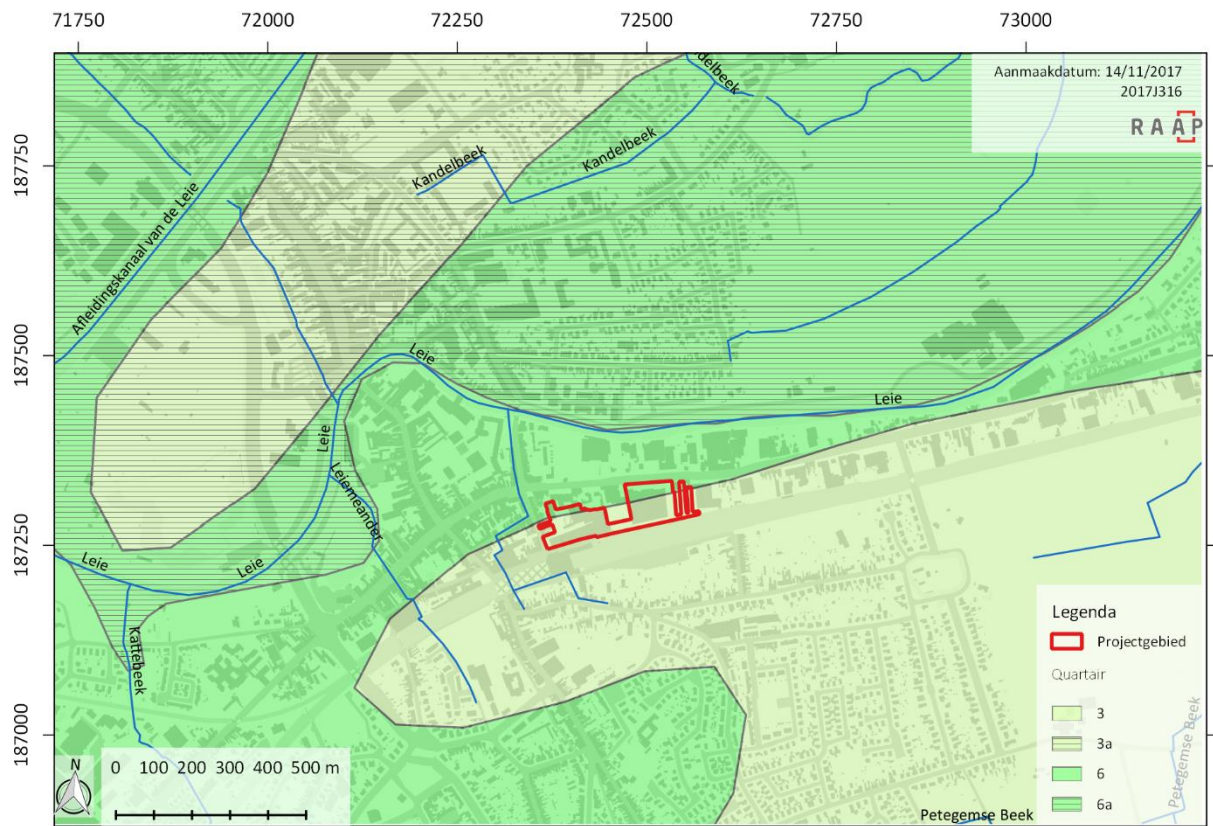 71750 72000 72250 72500 72750 73000
Aanmaakdatum: 14/11/2017
2017J316
RAAP
187750
187500
187250
187000
delbeek
Kandelbeek
Kandelbeek
Afleidingskanaal van de Leie
Leie
Leie
Leie
Leiemeander
Leie
Leie
Kattebeek
Petegemse Beek
Petegemse Beek
N
0 100 200 300 400 500 m
Legenda
Projectgebied
Quartair
3
3a
6
6a